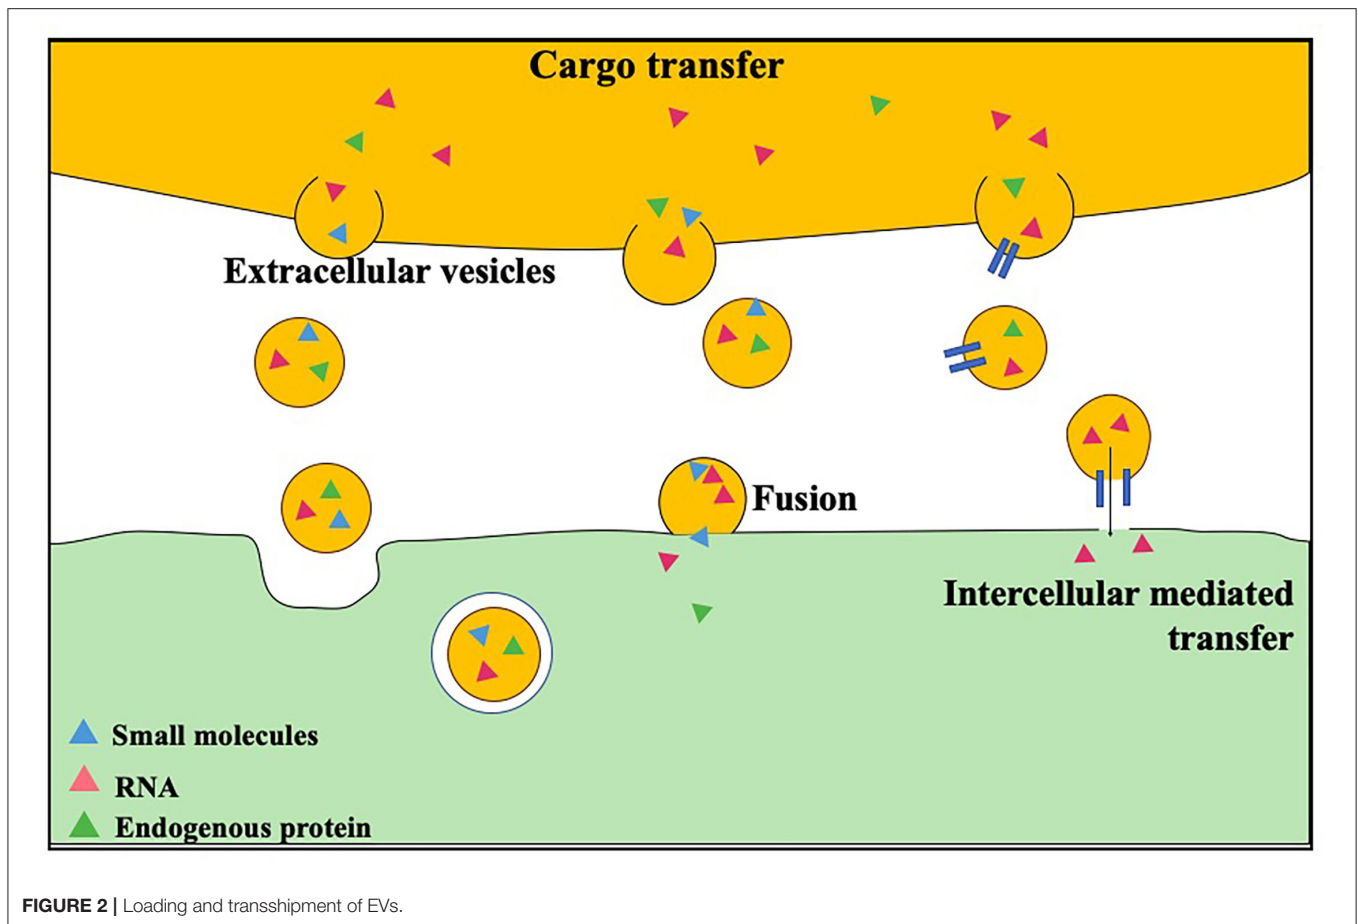 Cargo transfer
Extracellular vesicles
Fusion
Intercellular mediated
transfer
Small molecules
RNA
Endogenous protein
FIGURE 2 | Loading and transshipment of EVs.